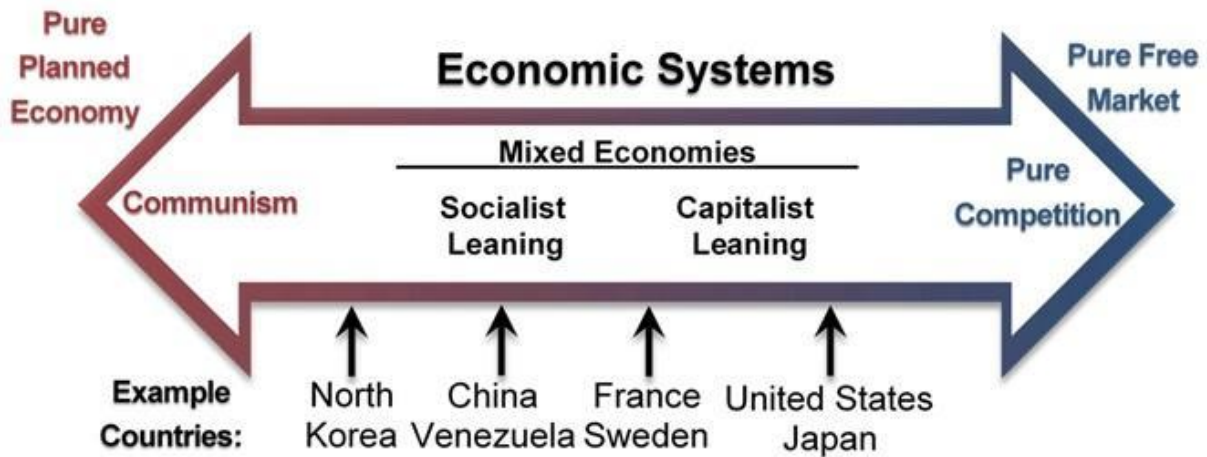 Pure
Planned
Economy
Economic Systems
Pure Free
Market
Mixed Economies
Communism
Socialist
Leaning
Capitalist
Leaning
Pure
Competition
Example
Countries:
North
Korea
China
Venezuela
France
Sweden
United States
Japan